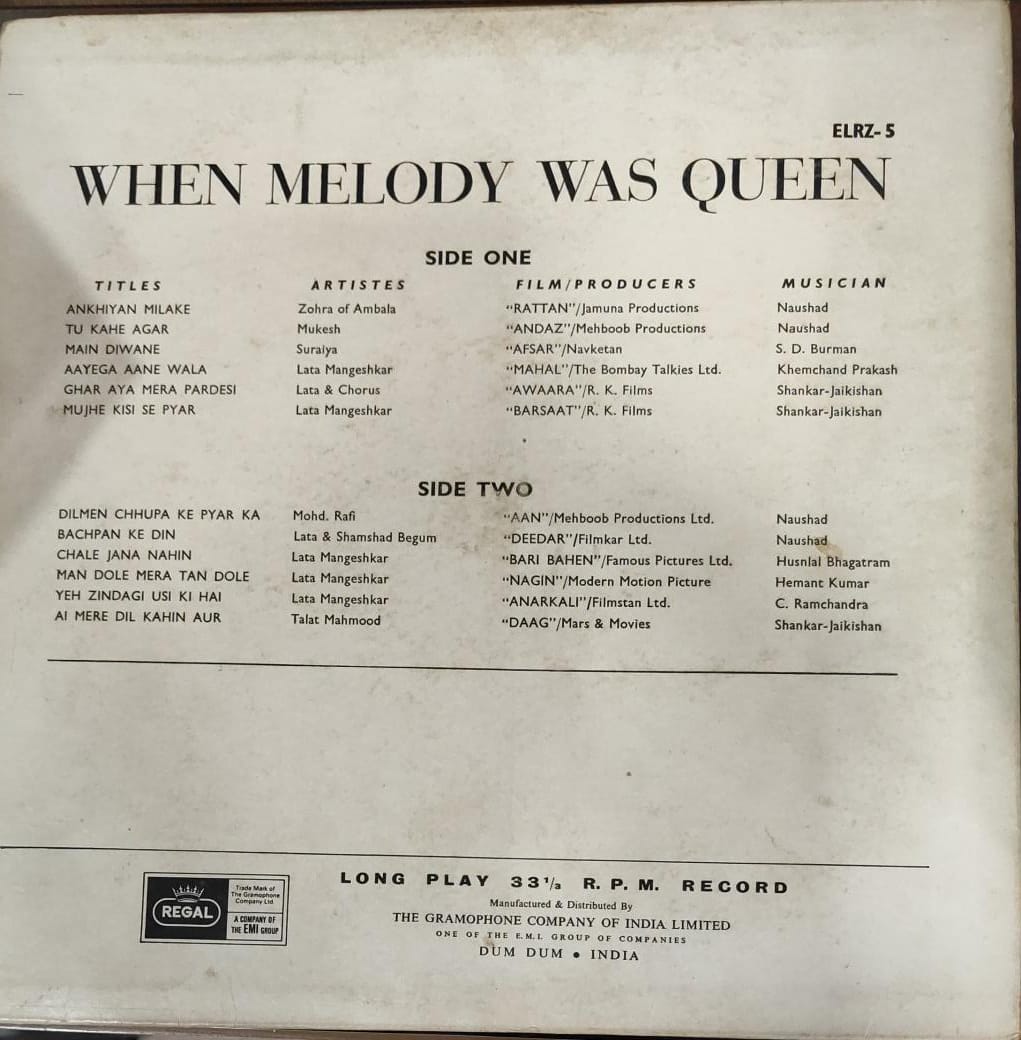 ELRZ-5
WHEN MELODY WAS QUEEN
SIDE ONE
TITLES ARTISTES FILM/PRODUCERS MUSICIAN
ANKHIYAN MILAKE Zohra of Ambala "RATTAN"/Jamuna Productions Naushad
TU KAHE AGAR Mukesh "ANDAZ"/Mehboob Productions Naushad
MAIN DIWANE Suraiya "AFSAR"/Navketan S. D. Burman
AAYEGA AANE WALA Lata Mangeshkar "MAHAL"/The Bombay Talkies Ltd. Khemchand Prakash
GHAR AYA MERA PARDESI Lata & Chorus "AWAARA"/R. K. Films Shankar-Jaikishan
MUJHE KISI SE PYAR Lata Mangeshkar "BARSAAT"/R. K. Films Shankar-Jaikishan
SIDE TWO
DILMEN CHHUPA KE PYAR KA Mohd. Rafi "AAN"/Mehboob Productions Ltd. Naushad
BACHPAN KE DIN Lata & Shamshad Begum "DEEDAR"/Filmkar Ltd. Naushad
CHALE JANA NAHIN Lata Mangeshkar "BARI BAHEN"/Famous Pictures Ltd. Husnlal Bhagatram
MAN DOLE MERA TAN DOLE Lata Mangeshkar "NAGIN"/Modern Motion Picture Hemant Kumar
YEH ZINDAGI USI KI HAI Lata Mangeshkar "ANARKALI"/Filmstan Ltd. C. Ramchandra
AI MERE DIL KAHIN AUR Talat Mahmood "DAAG"/Mars & Movies Shankar-Jaikishan
REGAL
Trade Mark of
The Gramophone
Company Ltd.
A COMPANY OF
THE EMI GROUP
LONG PLAY 33 1/3 R. P. M. RECORD
Manufactured & Distributed By
THE GRAMOPHONE COMPANY OF INDIA LIMITED
ONE OF THE E.M.I. GROUP OF COMPANIES
DUM DUM • INDIA